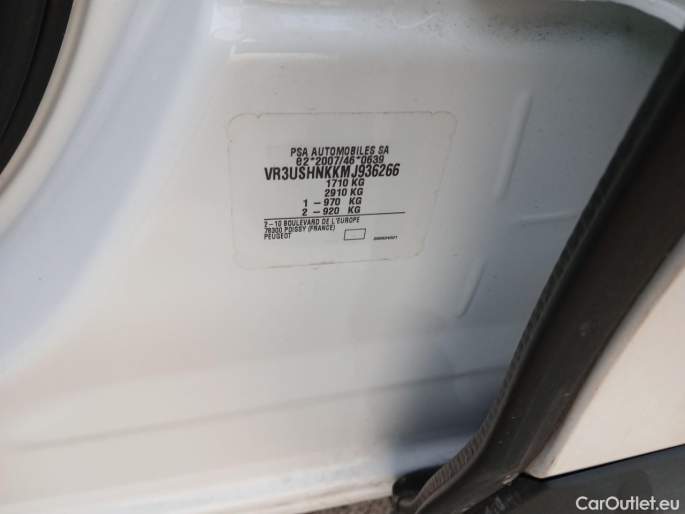 PSA AUTOMOBILES SA
e2*2007/46*0639
VR3USHNKKMJ936266
1710 KG
2910 KG
1 - 970 KG
2 - 920 KG
2 - 10 BOULEVARD DE L'EUROPE
78300 POISSY (FRANCE)
PEUGEOT
CarOutlet.eu